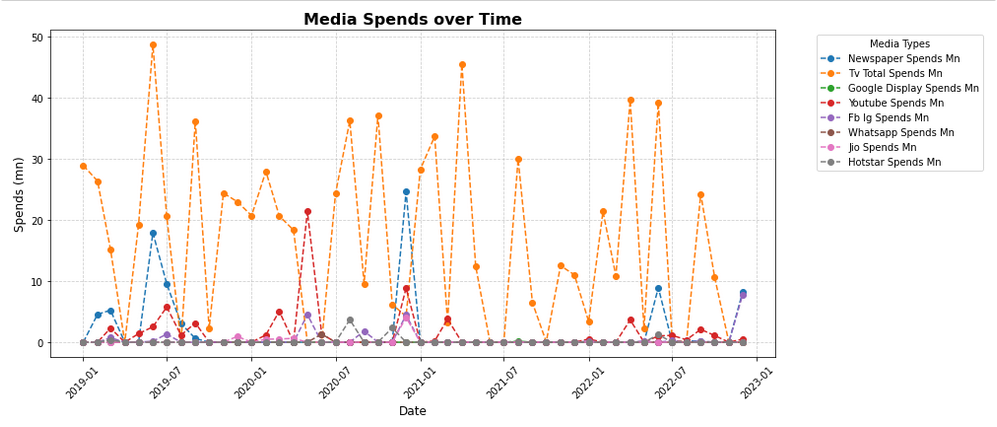 Media Spends over Time
Spends (mn)
50
40
30
20
10
0
2019-01
2019-07
2020-01
2020-07
2021-01
2021-07
2022-01
2022-07
2023-01
Date
Media Types
Newspaper Spends Mn
Tv Total Spends Mn
Google Display Spends Mn
Youtube Spends Mn
Fb Ig Spends Mn
Whatsapp Spends Mn
Jio Spends Mn
Hotstar Spends Mn